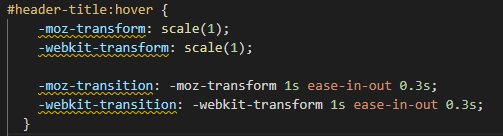 #header-title:hover {
-moz-transform: scale(1);
-webkit-transform: scale(1);
-moz-transition: -moz-transform 1s ease-in-out 0.3s;
-webkit-transition: -webkit-transform 1s ease-in-out 0.3s;
}